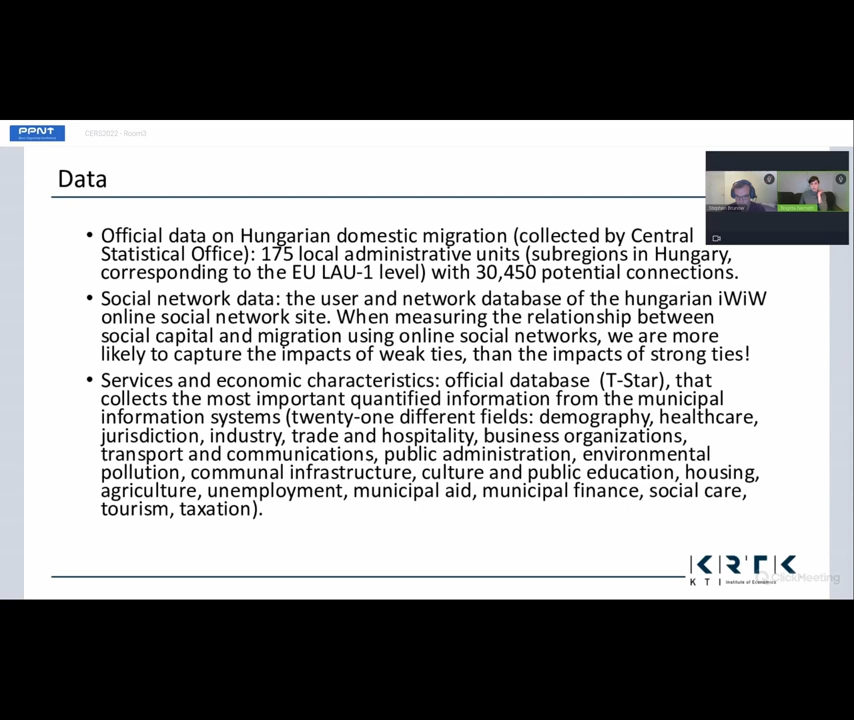 PPNT
CERS2022 - Room3
Data
• Official data on Hungarian domestic migration (collected by Central
Statistical Office): 175 local administrative units (subregions in Hungary,
corresponding to the EU LAU-1 level) with 30,450 potential connections.
• Social network data: the user and network database of the hungarian iWiW
online social network site. When measuring the relationship between
social capital and migration using online social networks, we are more
likely to capture the impacts of weak ties, than the impacts of strong ties!
• Services and economic characteristics: official database (T-Star), that
collects the most important quantified information from the municipal
information systems (twenty-one different fields: demography, healthcare,
jurisdiction, industry, trade and hospitality, business organizations,
transport and communications, public administration, environmental
pollution, communal infrastructure, culture and public education, housing,
agriculture, unemployment, municipal aid, municipal finance, social care,
tourism, taxation).
KRTK
KTI Institute of Economics
ClickMeeting